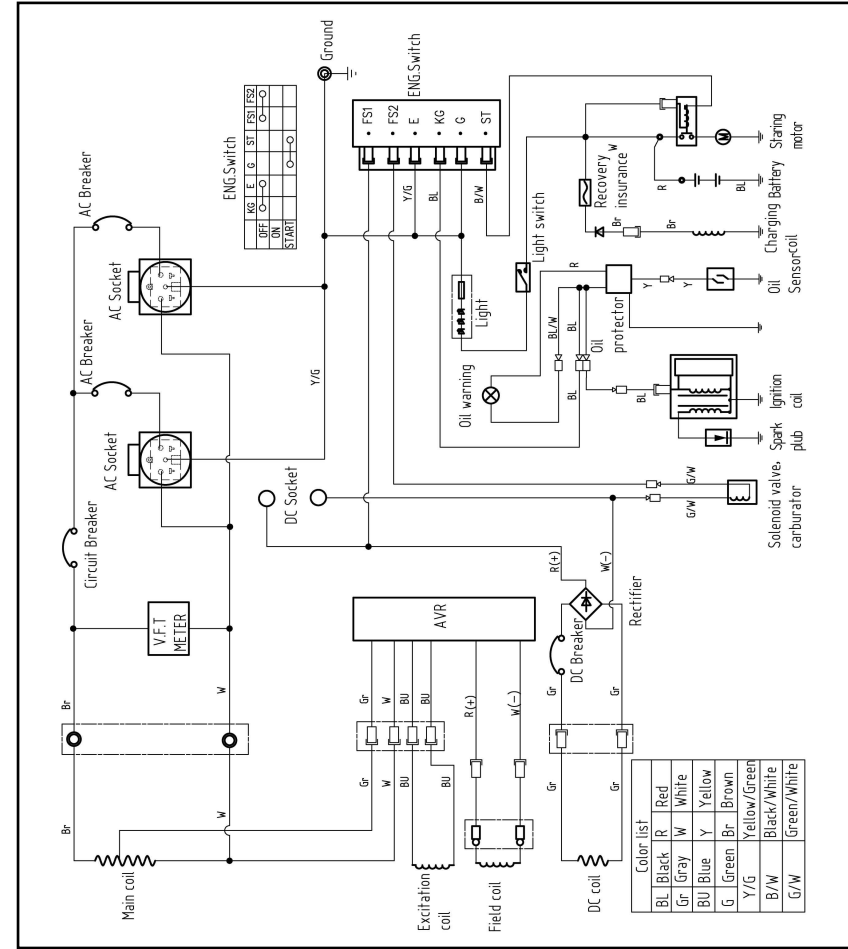 Main coil
Br
W
Br
W
V.F.T
METER
Circuit Breaker
AC Socket
AC Breaker
AC Socket
AC Breaker
Y/G
Ground
ENG.Switch
KG E G ST FS1 FS2
OFF
ON
START
Excitation
coil
Gr
W
BU
BU
Gr
W
BU
BU
AVR
Field coil
R(+)
W(−)
DC Socket
ENG.Switch
FS1
FS2
E
KG
G
ST
Y/G
BL
B/W
DC coil
Gr
Gr
Gr
Gr
DC Breaker
R(+)
W(−)
Rectifier
Light
Light switch
Oil warning
BL/W
BL
BL
BL
R
Oil
protector
Y
Y
Recovery W
insurance
Br
Br
R
BL
G/W
G/W
Solenoid valve,
carburator
Spark
plub
Ignition
coil
Oil
Sensor
Charging
coil
Battery
Staring
motor
Color list
BL Black R Red
Gr Gray W White
BU Blue Y Yellow
G Green Br Brown
Y/G Yellow/Green
B/W Black/White
G/W Green/White